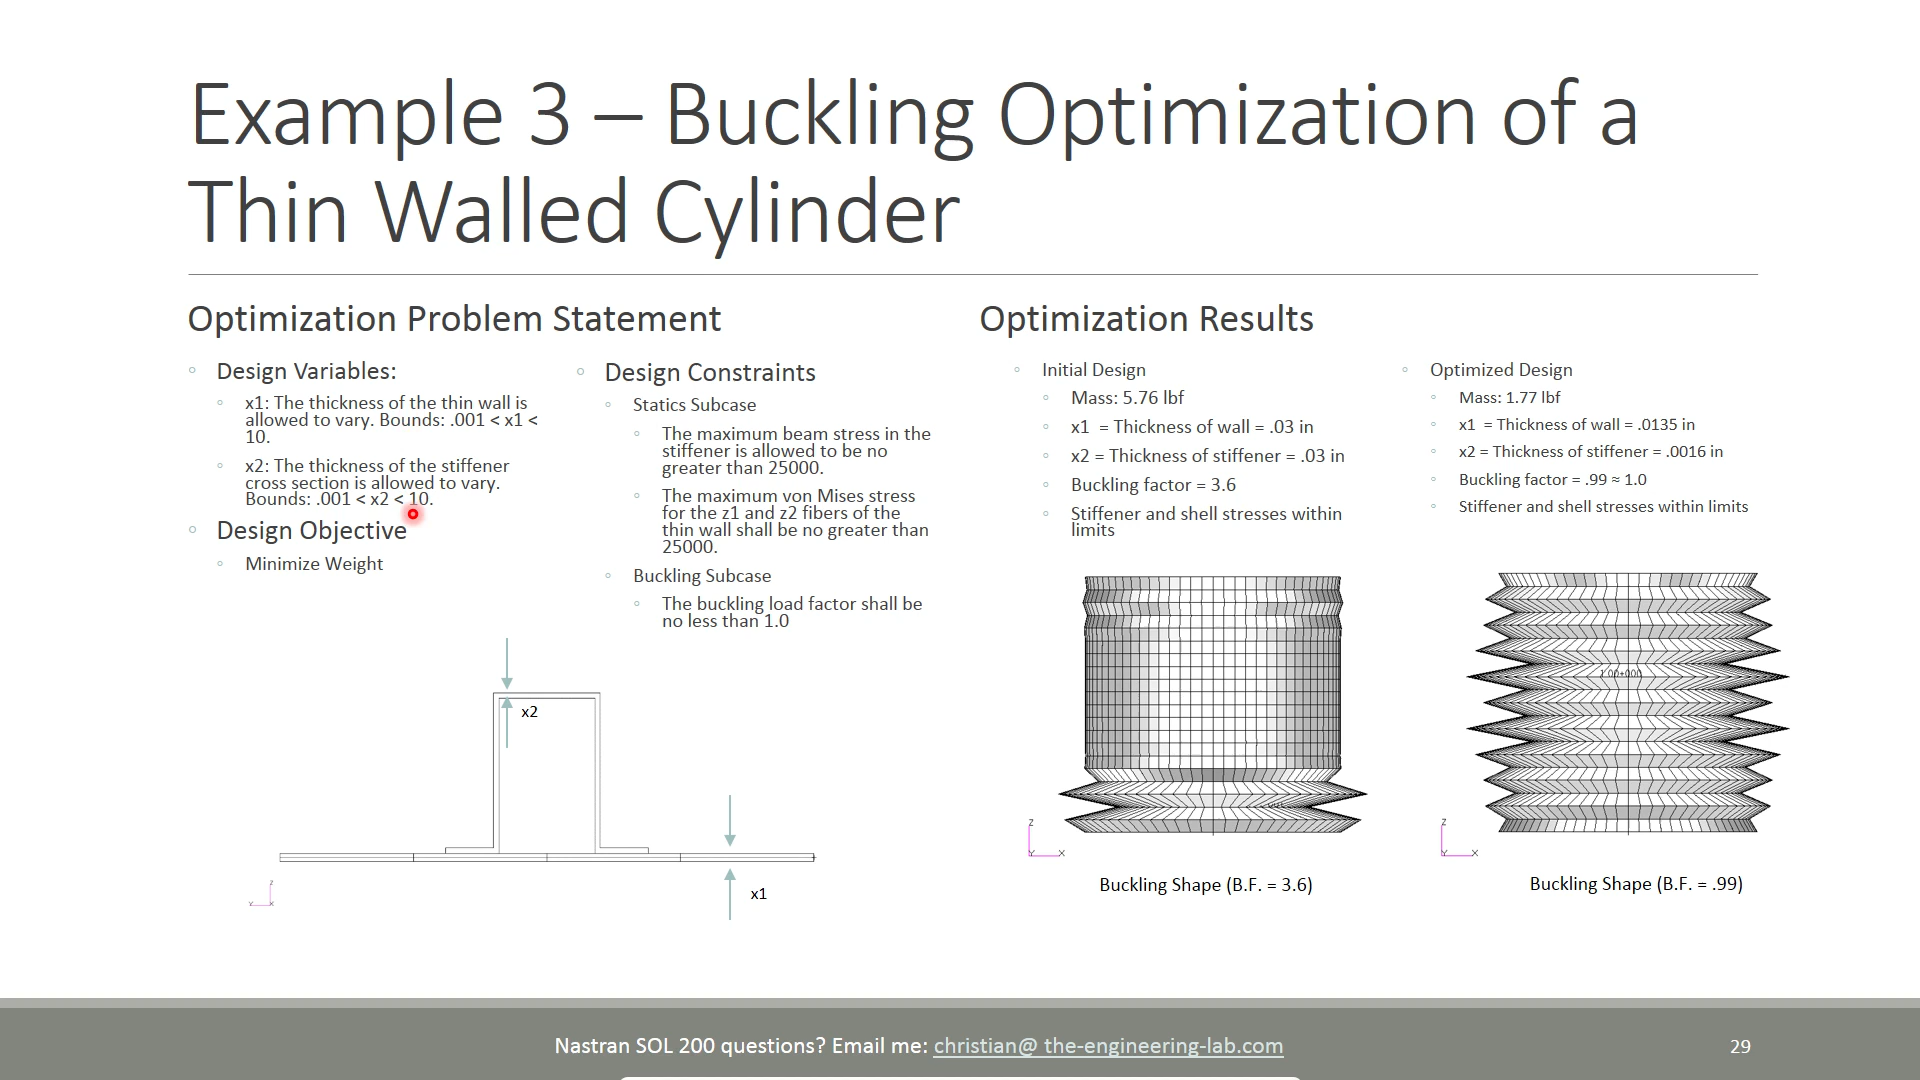 Example 3 – Buckling Optimization of a
Thin Walled Cylinder
Optimization Problem Statement
Design Variables:
x1: The thickness of the thin wall is
allowed to vary. Bounds: .001 < x1 <
10.
x2: The thickness of the stiffener
cross section is allowed to vary.
Bounds: .001 < x2 < 10.
Design Objective
Minimize Weight
Design Constraints
Statics Subcase
The maximum beam stress in the
stiffener is allowed to be no
greater than 25000.
The maximum von Mises stress
for the z1 and z2 fibers of the
thin wall shall be no greater than
25000.
Buckling Subcase
The buckling load factor shall be
no less than 1.0
x2
x1
Z
Y X
Optimization Results
Initial Design
Mass: 5.76 lbf
x1 = Thickness of wall = .03 in
x2 = Thickness of stiffener = .03 in
Buckling factor = 3.6
Stiffener and shell stresses within
limits
Z
Y X
Buckling Shape (B.F. = 3.6)
Optimized Design
Mass: 1.77 lbf
x1 = Thickness of wall = .0135 in
x2 = Thickness of stiffener = .0016 in
Buckling factor = .99 ≈ 1.0
Stiffener and shell stresses within limits
1.00+000
Z
Y X
Buckling Shape (B.F. = .99)
Nastran SOL 200 questions? Email me: christian@ the-engineering-lab.com
29